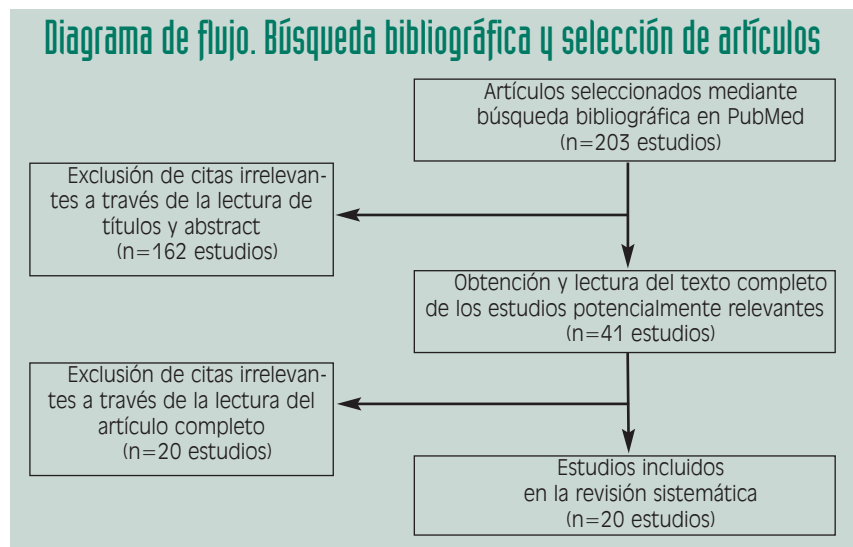 Diagrama de flujo. Búsqueda bibliográfica y selección de artículos
Artículos seleccionados mediante
búsqueda bibliográfica en PubMed
(n=203 estudios)
Exclusión de citas irrelevan-
tes a través de la lectura de
títulos y abstract
(n=162 estudios)
Obtención y lectura del texto completo
de los estudios potencialmente relevantes
(n=41 estudios)
Exclusión de citas irrelevan-
tes a través de la lectura del
artículo completo
(n=20 estudios)
Estudios incluidos
en la revisión sistemática
(n=20 estudios)